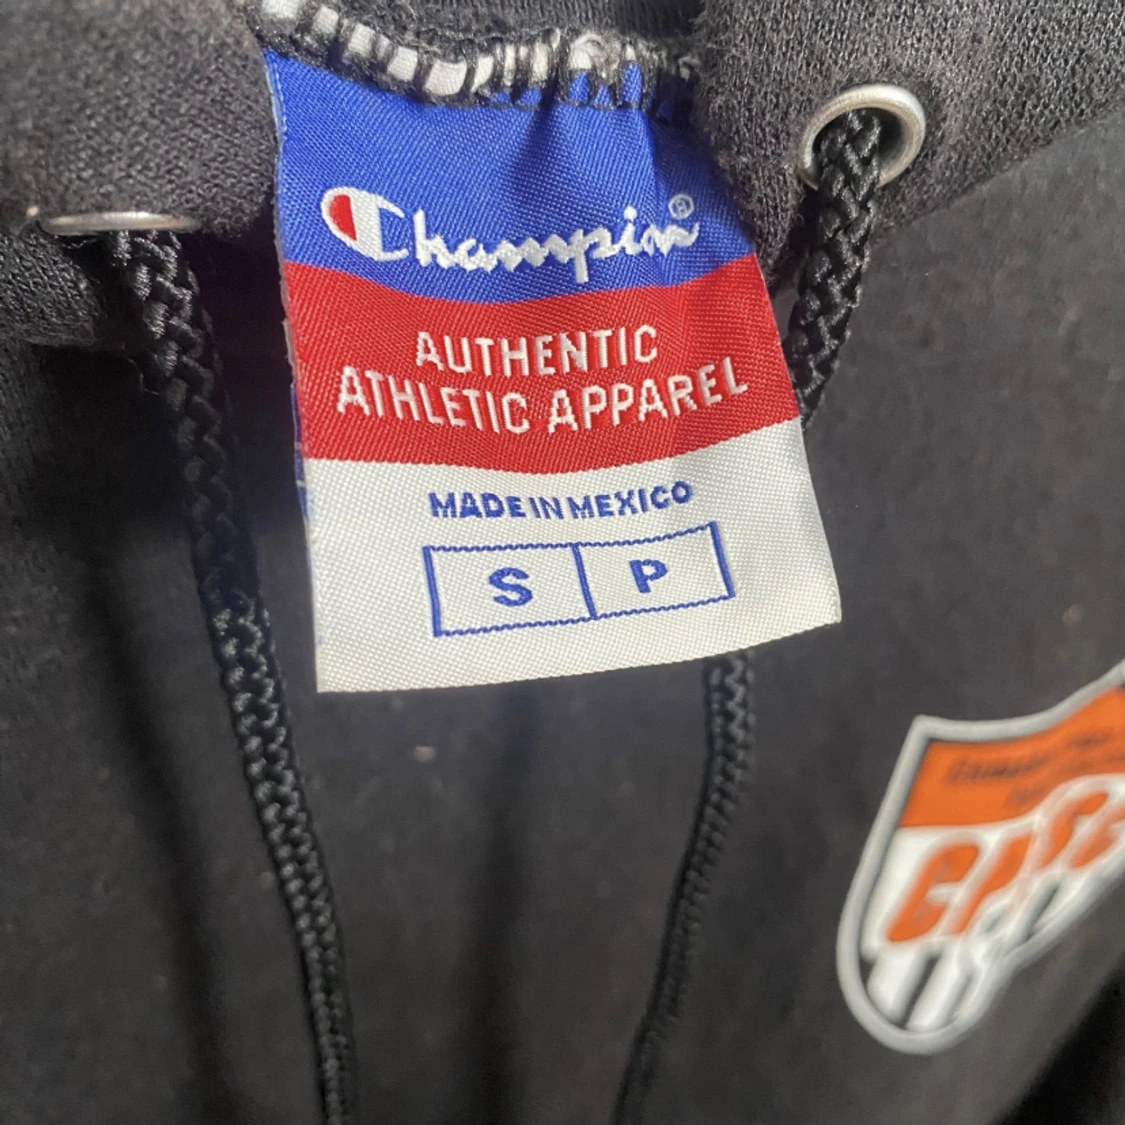 Champion®
AUTHENTIC
ATHLETIC APPAREL
MADE IN MEXICO
S P